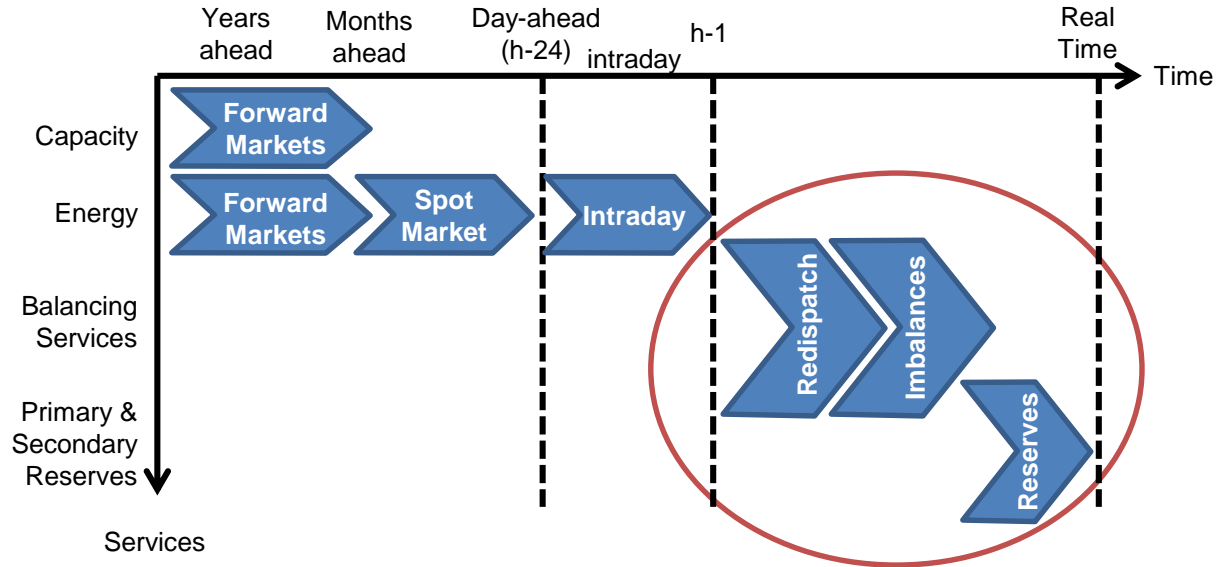 Years
ahead
Months
ahead
Day-ahead
(h-24)
intraday
h-1
Real
Time
Time
Capacity
Forward
Markets
Energy
Forward
Markets
Spot
Market
Intraday
Balancing
Services
Redispatch
Imbalances
Primary &
Secondary
Reserves
Reserves
Services